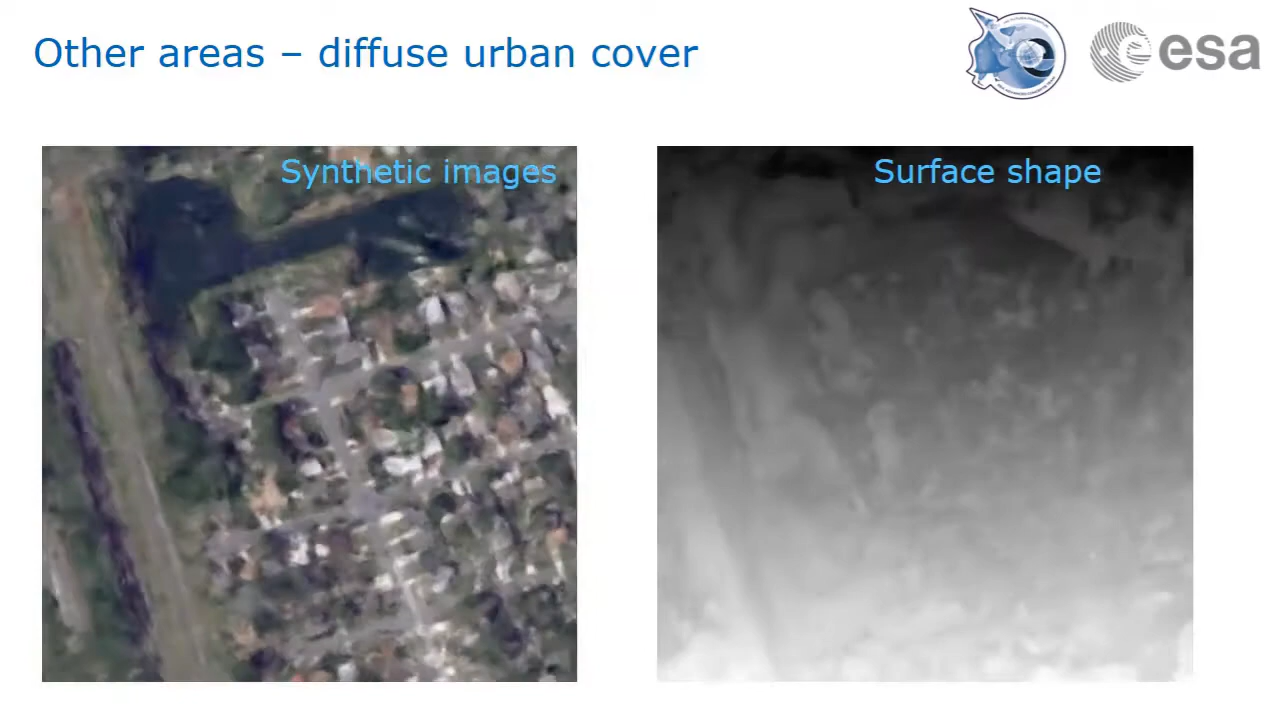 Other areas – diffuse urban cover
esa
Synthetic images
Surface shape